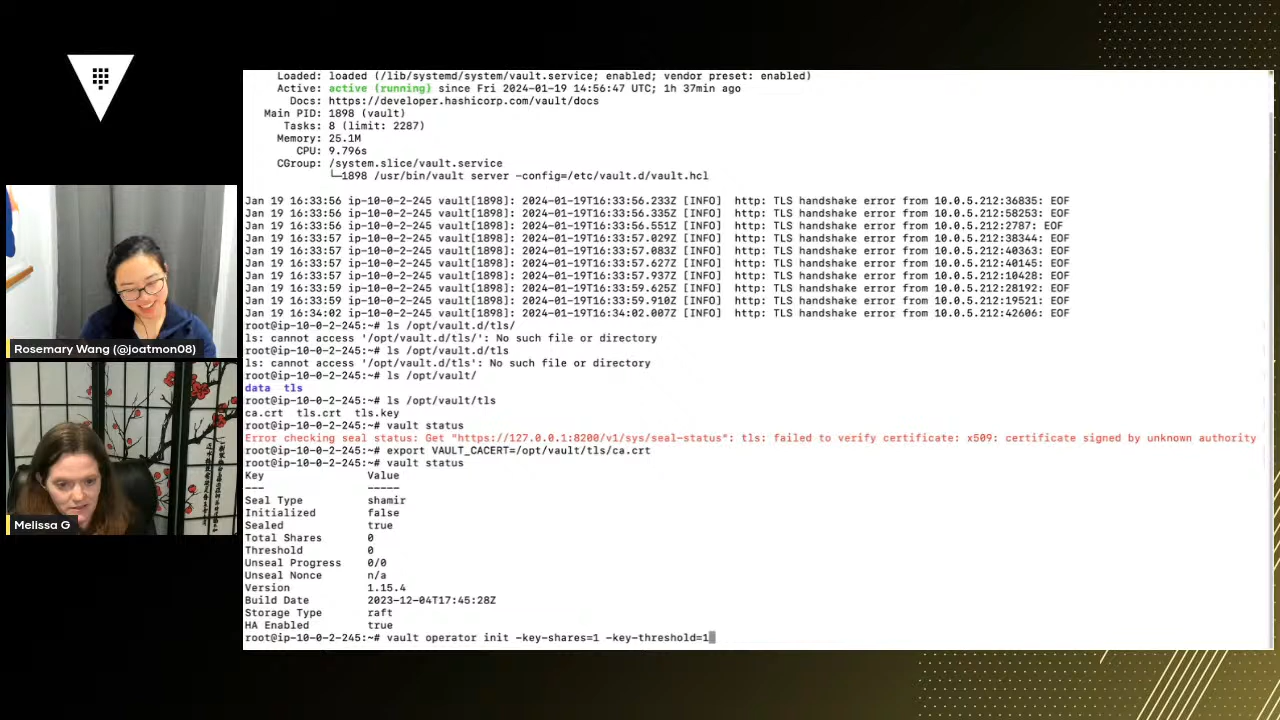 Loaded: loaded (/lib/systemd/system/vault.service; enabled; vendor preset: enabled)
Active: active (running) since Fri 2024-01-19 14:56:47 UTC; 1h 37min ago
Docs: https://developer.hashicorp.com/vault/docs
Main PID: 1898 (vault)
Tasks: 8 (limit: 2287)
Memory: 25.1M
CPU: 9.796s
CGroup: /system.slice/vault.service
└─1898 /usr/bin/vault server -config=/etc/vault.d/vault.hcl
Jan 19 16:33:56 ip-10-0-2-245 vault[1898]: 2024-01-19T16:33:56.233Z [INFO]  http: TLS handshake error from 10.0.5.212:36835: EOF
Jan 19 16:33:56 ip-10-0-2-245 vault[1898]: 2024-01-19T16:33:56.335Z [INFO]  http: TLS handshake error from 10.0.5.212:58253: EOF
Jan 19 16:33:56 ip-10-0-2-245 vault[1898]: 2024-01-19T16:33:56.551Z [INFO]  http: TLS handshake error from 10.0.5.212:2787: EOF
Jan 19 16:33:57 ip-10-0-2-245 vault[1898]: 2024-01-19T16:33:57.029Z [INFO]  http: TLS handshake error from 10.0.5.212:38344: EOF
Jan 19 16:33:57 ip-10-0-2-245 vault[1898]: 2024-01-19T16:33:57.083Z [INFO]  http: TLS handshake error from 10.0.5.212:40363: EOF
Jan 19 16:33:57 ip-10-0-2-245 vault[1898]: 2024-01-19T16:33:57.627Z [INFO]  http: TLS handshake error from 10.0.5.212:40145: EOF
Jan 19 16:33:57 ip-10-0-2-245 vault[1898]: 2024-01-19T16:33:57.937Z [INFO]  http: TLS handshake error from 10.0.5.212:10428: EOF
Jan 19 16:33:59 ip-10-0-2-245 vault[1898]: 2024-01-19T16:33:59.625Z [INFO]  http: TLS handshake error from 10.0.5.212:28192: EOF
Jan 19 16:33:59 ip-10-0-2-245 vault[1898]: 2024-01-19T16:33:59.910Z [INFO]  http: TLS handshake error from 10.0.5.212:19521: EOF
Jan 19 16:34:02 ip-10-0-2-245 vault[1898]: 2024-01-19T16:34:02.007Z [INFO]  http: TLS handshake error from 10.0.5.212:42606: EOF
root@ip-10-0-2-245:~# ls /opt/vault.d/tls/
ls: cannot access '/opt/vault.d/tls/': No such file or directory
root@ip-10-0-2-245:~# ls /opt/vault.d/tls
ls: cannot access '/opt/vault.d/tls': No such file or directory
root@ip-10-0-2-245:~# ls /opt/vault/
data  tls
root@ip-10-0-2-245:~# ls /opt/vault/tls
ca.crt  tls.crt  tls.key
root@ip-10-0-2-245:~# vault status
Error checking seal status: Get "https://127.0.0.1:8200/v1/sys/seal-status": tls: failed to verify certificate: x509: certificate signed by unknown authority
root@ip-10-0-2-245:~# export VAULT_CACERT=/opt/vault/tls/ca.crt
root@ip-10-0-2-245:~# vault status
Key                Value
---                -----
Seal Type          shamir
Initialized        false
Sealed             true
Total Shares       0
Threshold          0
Unseal Progress    0/0
Unseal Nonce       n/a
Version            1.15.4
Build Date         2023-12-04T17:45:28Z
Storage Type       raft
HA Enabled         true
root@ip-10-0-2-245:~# vault operator init -key-shares=1 -key-threshold=1
Rosemary Wang (@joatmon08)
Melissa G